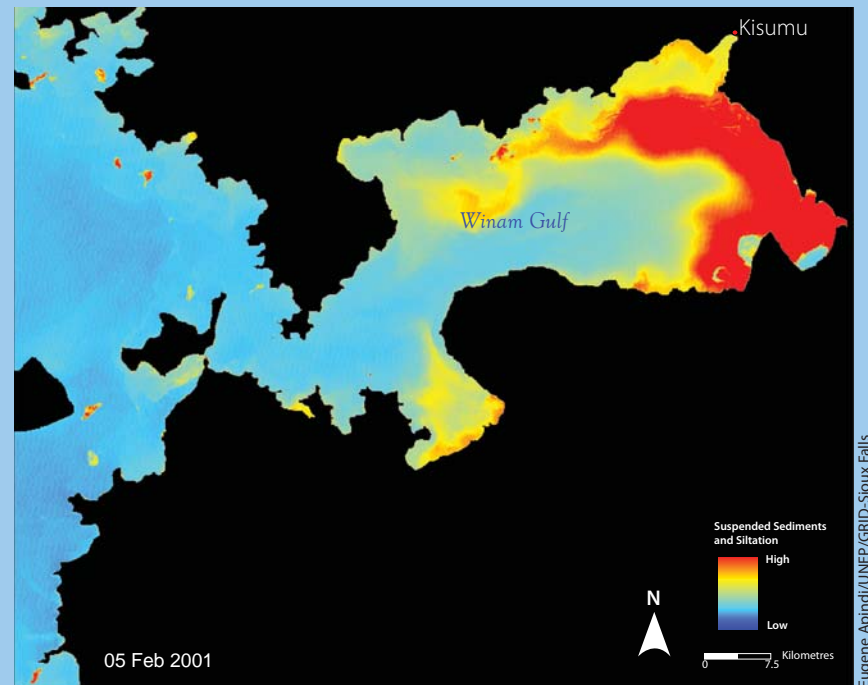 Kisumu
Winam Gulf
Suspended Sediments
and Siltation
High
Low
N
Kilometres
0 7.5
05 Feb 2001
Eugene Apindi/UNEP/GRID-Sioux Falls